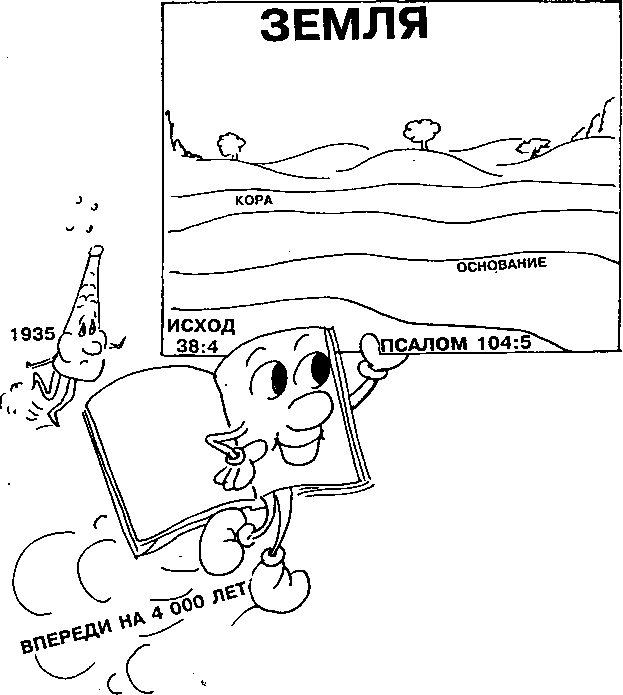 ЗЕМЛЯ
КОРА
ОСНОВАНИЕ
ИСХОД
38:4
ПСАЛОМ 104:5
1935
ВПЕРЕДИ НА 4 000 ЛЕТ